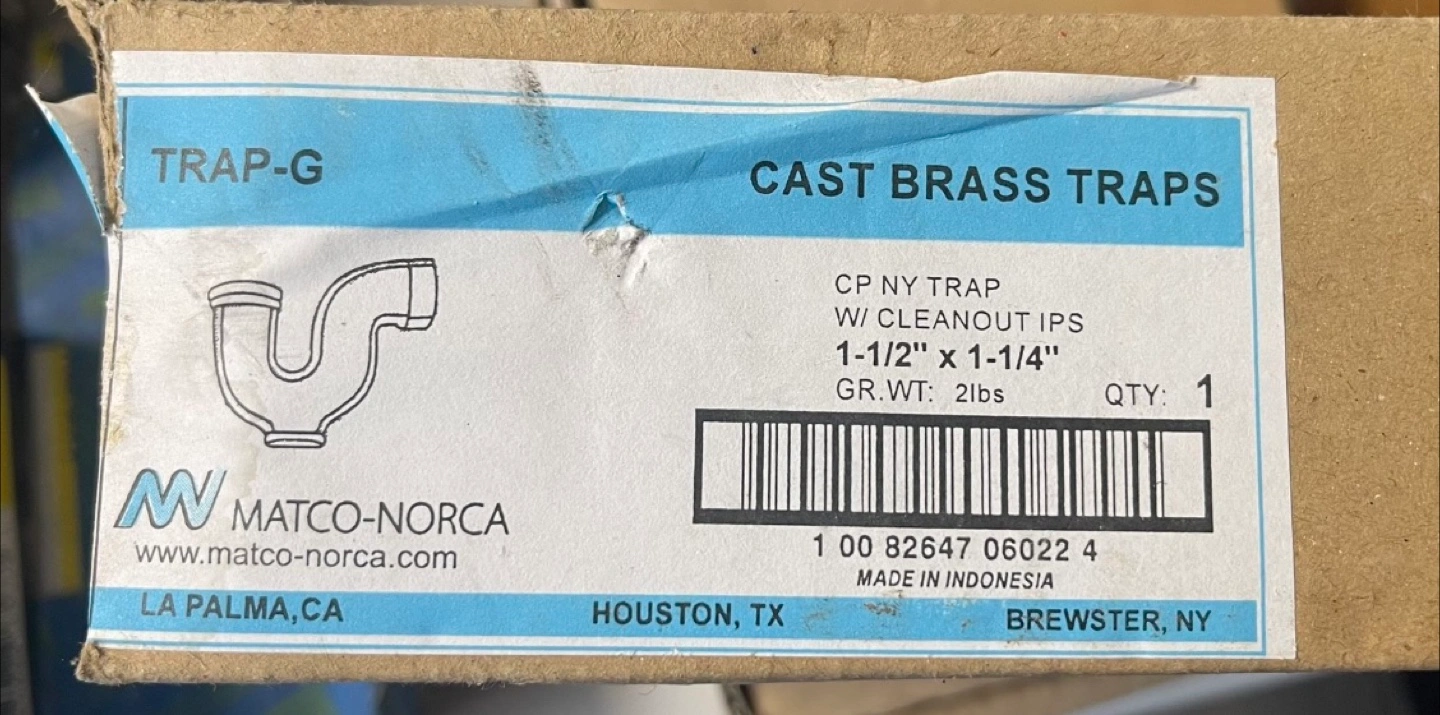 TRAP-G
CAST BRASS TRAPS
CP NY TRAP
W/ CLEANOUT IPS
1-1/2" x 1-1/4"
GR.WT: 2lbs QTY: 1
MATCO-NORCA
www.matco-norca.com
1 00 82647 06022 4
MADE IN INDONESIA
LA PALMA,CA HOUSTON, TX BREWSTER, NY